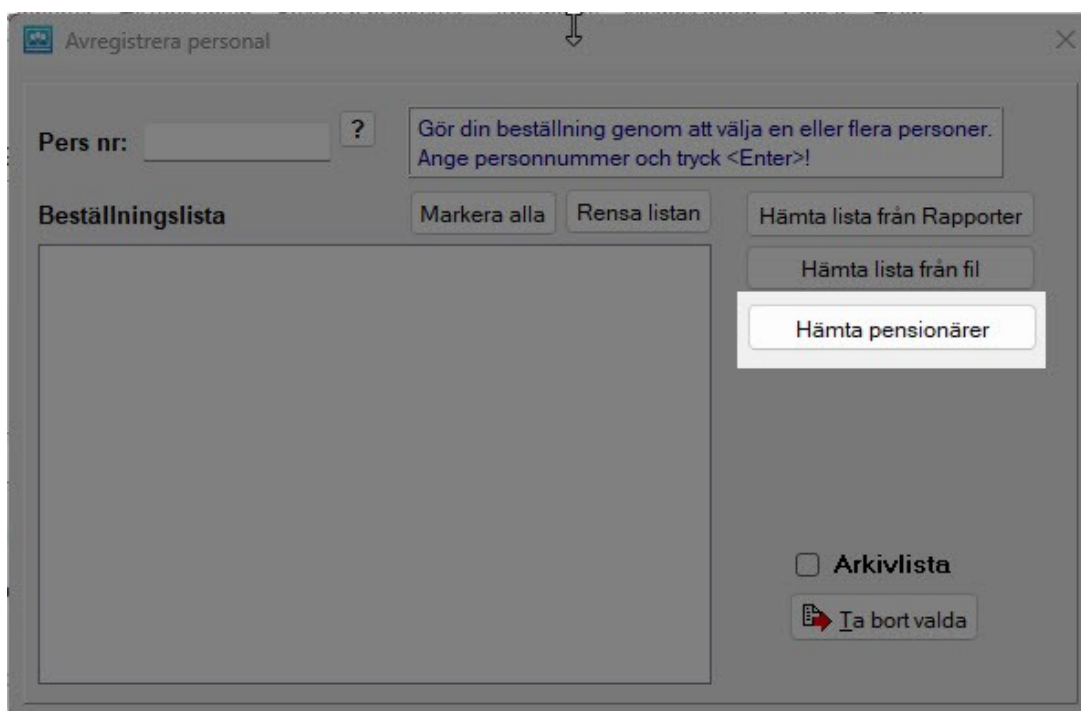 Avregistrera personal
Pers nr:
?
Gör din beställning genom att välja en eller flera personer.
Ange personnummer och tryck <Enter>!
Beställningslista
Markera alla
Rensa listan
Hämta lista från Rapporter
Hämta lista från fil
Hämta pensionärer
Arkivlista
Ta bort valda